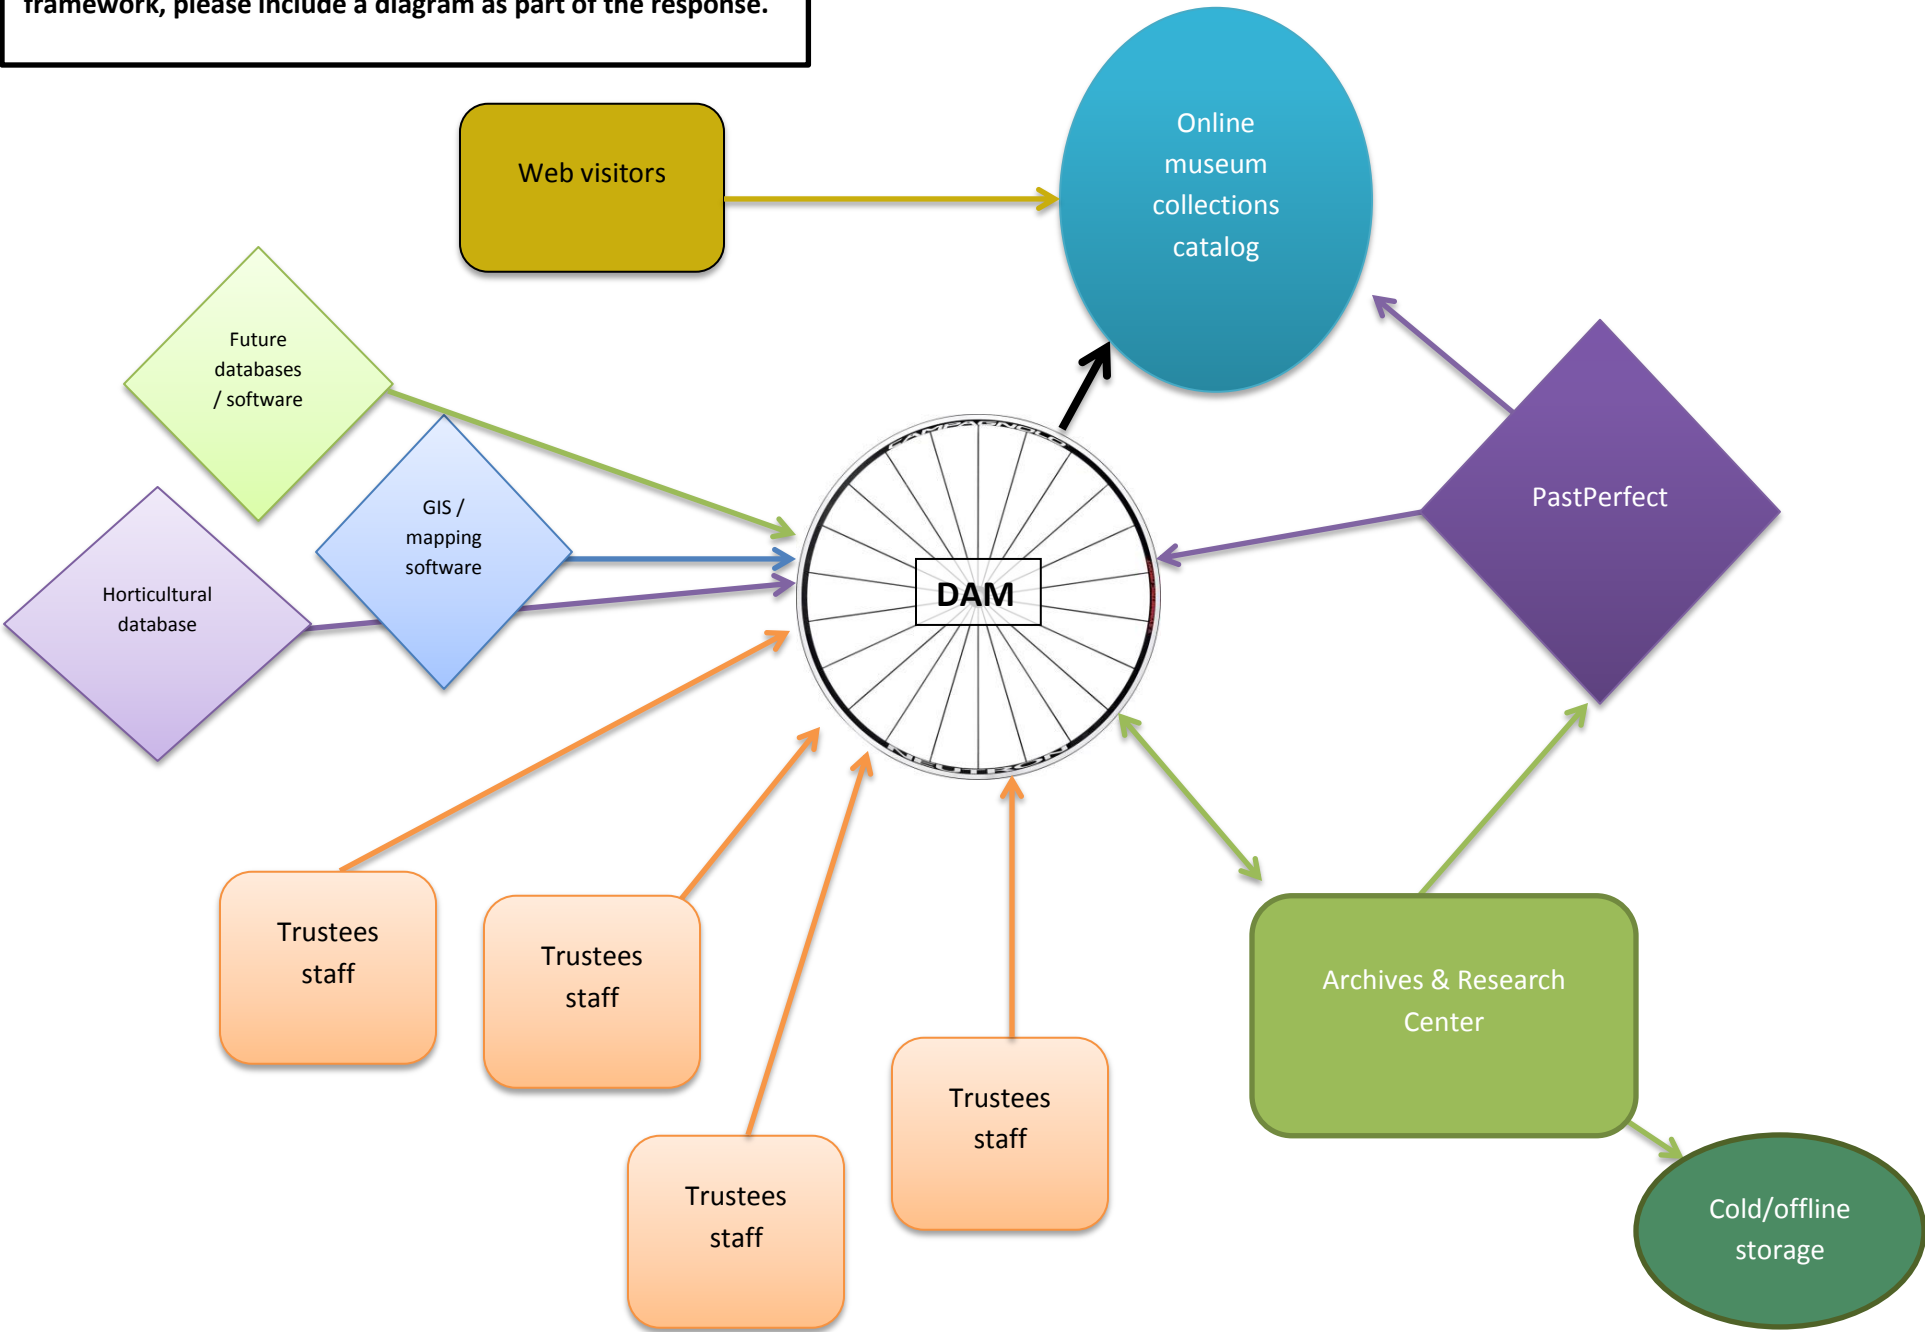 framework, please include a diagram as part of the response.
Online
museum
collections
catalog
Web visitors
Future
databases
/ software
GIS /
mapping
software
PastPerfect
Horticultural
database
CAMPAGNOLO
DAM
NEUTRON
Trustees
staff
Trustees
staff
Trustees
staff
Trustees
staff
Archives & Research
Center
Cold/offline
storage